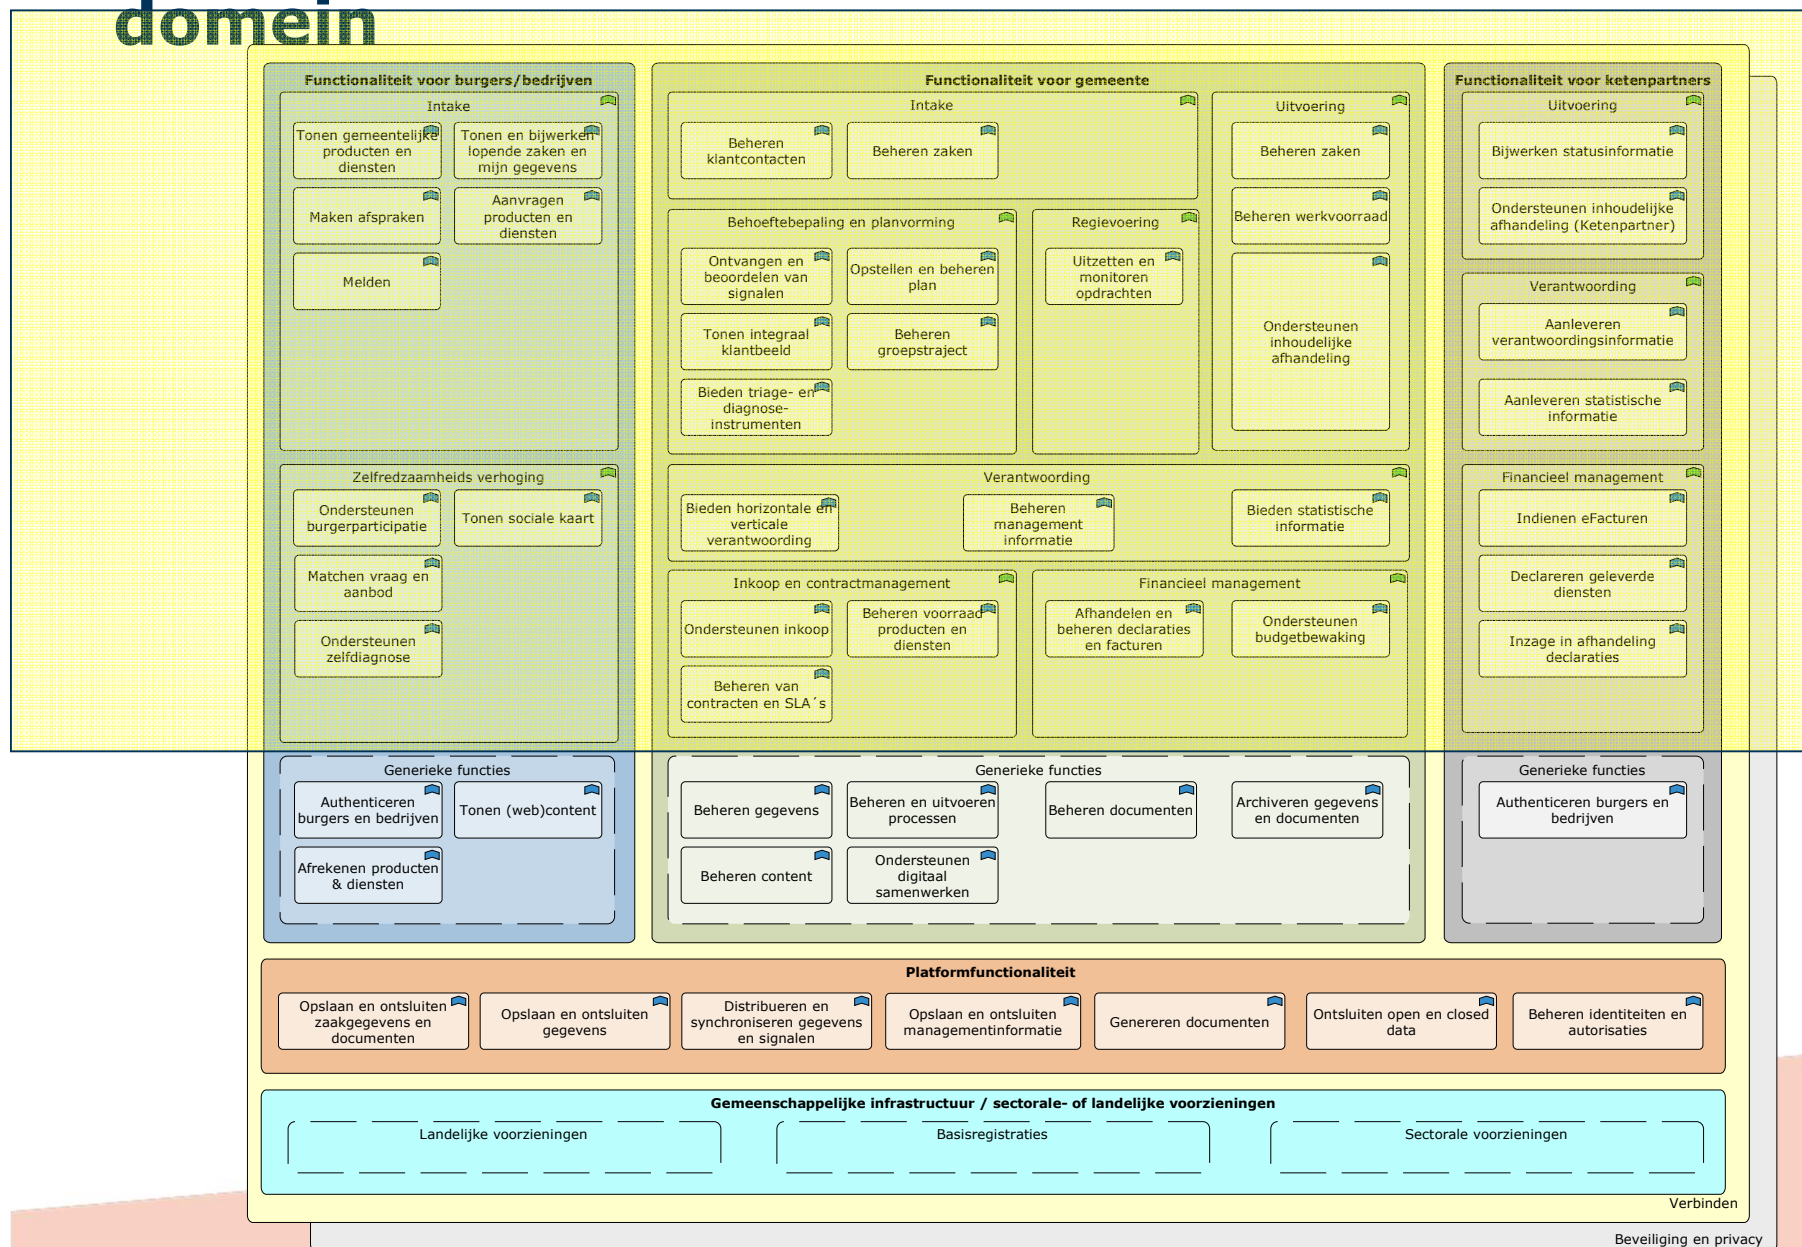 domein
Functionaliteit voor burgers/bedrijven
Intake
Tonen gemeentelijke
producten en
diensten
Tonen en bijwerken
lopende zaken en
mijn gegevens
Maken afspraken
Aanvragen
producten en
diensten
Melden
Zelfredzaamheids verhoging
Ondersteunen
burgerparticipatie
Tonen sociale kaart
Matchen vraag en
aanbod
Ondersteunen
zelfdiagnose
Generieke functies
Authenticeren
burgers en bedrijven
Tonen (web)content
Afrekenen producten
& diensten
Functionaliteit voor gemeente
Intake
Beheren
klantcontacten
Beheren zaken
Behoeftebepaling en planvorming
Ontvangen en
beoordelen van
signalen
Opstellen en beheren
plan
Tonen integraal
klantbeeld
Beheren
groepstraject
Bieden triage- en
diagnose-
instrumenten
Regievoering
Uitzetten en
monitoren
opdrachten
Uitvoering
Beheren zaken
Beheren werkvoorraad
Ondersteunen
inhoudelijke
afhandeling
Verantwoording
Bieden horizontale en
verticale
verantwoording
Beheren
management
informatie
Bieden statistische
informatie
Inkoop en contractmanagement
Ondersteunen inkoop
Beheren voorraad
producten en
diensten
Beheren van
contracten en SLA´s
Financieel management
Afhandelen en
beheren declaraties
en facturen
Ondersteunen
budgetbewaking
Generieke functies
Beheren gegevens
Beheren en uitvoeren
processen
Beheren documenten
Archiveren gegevens
en documenten
Beheren content
Ondersteunen
digitaal
samenwerken
Functionaliteit voor ketenpartners
Uitvoering
Bijwerken statusinformatie
Ondersteunen inhoudelijke
afhandeling (Ketenpartner)
Verantwoording
Aanleveren
verantwoordingsinformatie
Aanleveren statistische
informatie
Financieel management
Indienen eFacturen
Declareren geleverde
diensten
Inzage in afhandeling
declaraties
Generieke functies
Authenticeren burgers en
bedrijven
Platformfunctionaliteit
Opslaan en ontsluiten
zaakgegevens en
documenten
Opslaan en ontsluiten
gegevens
Distribueren en
synchroniseren gegevens
en signalen
Opslaan en ontsluiten
managementinformatie
Genereren documenten
Ontsluiten open en closed
data
Beheren identiteiten en
autorisaties
Gemeenschappelijke infrastructuur / sectorale- of landelijke voorzieningen
Landelijke voorzieningen
Basisregistraties
Sectorale voorzieningen
Verbinden
Beveiliging en privacy